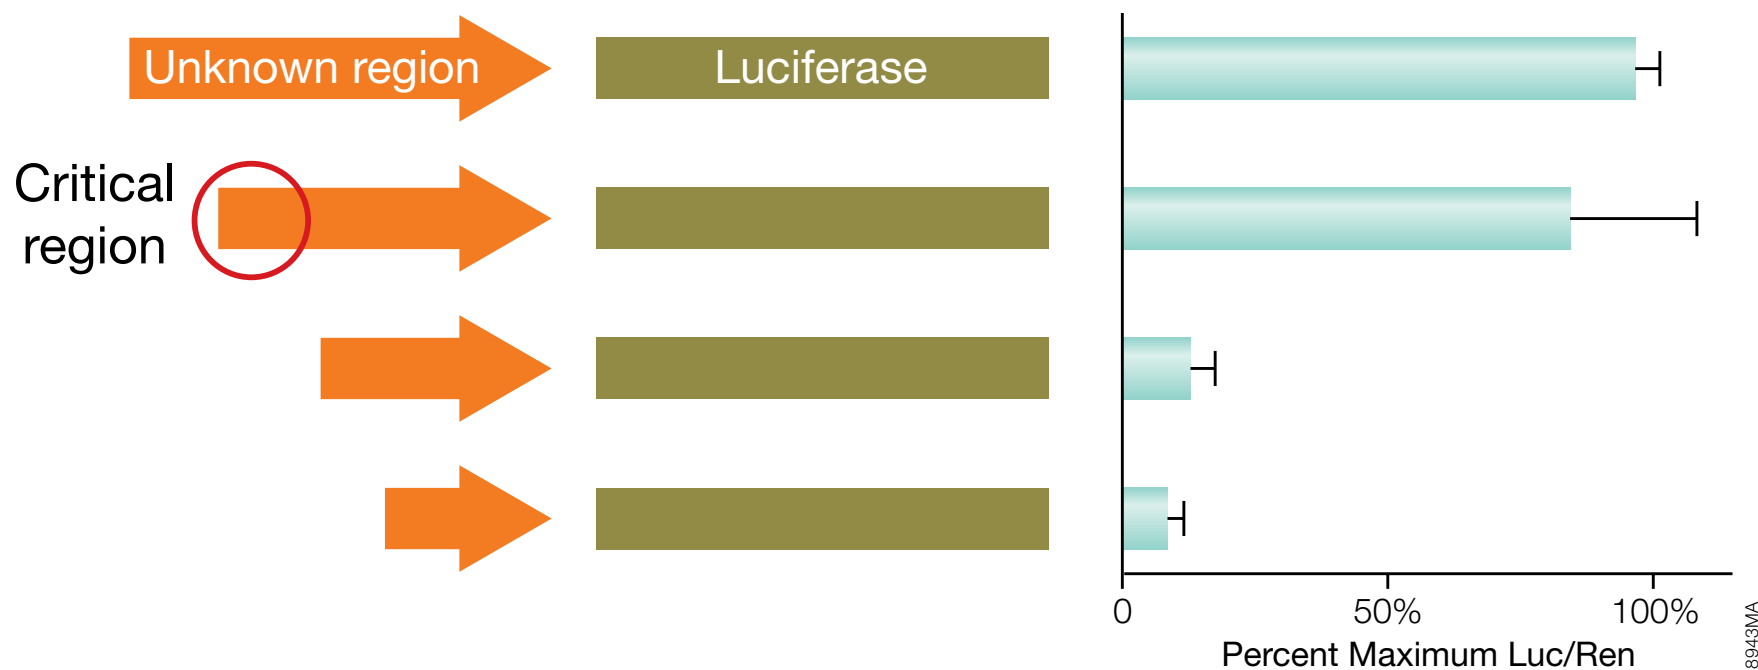 Unknown region
Luciferase
Critical
region
0
50%
100%
Percent Maximum Luc/Ren
8943MA